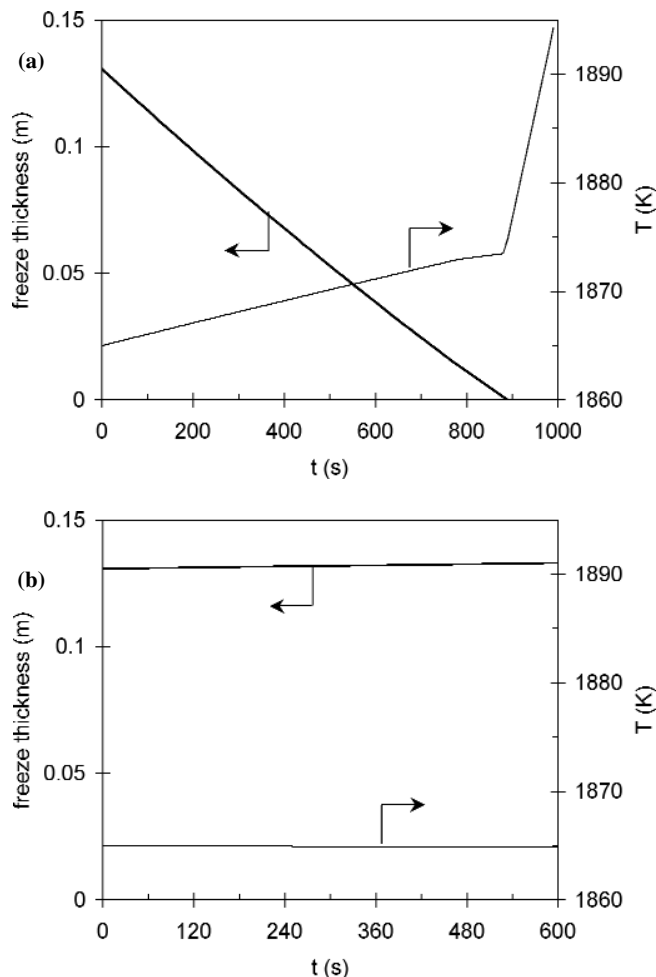 (a)
freeze thickness (m)
0.15
0.1
0.05
0
1890
1880
1870
1860
T (K)
0 200 400 600 800 1000
t (s)
(b)
freeze thickness (m)
0.15
0.1
0.05
0
1890
1880
1870
1860
T (K)
0 120 240 360 480 600
t (s)